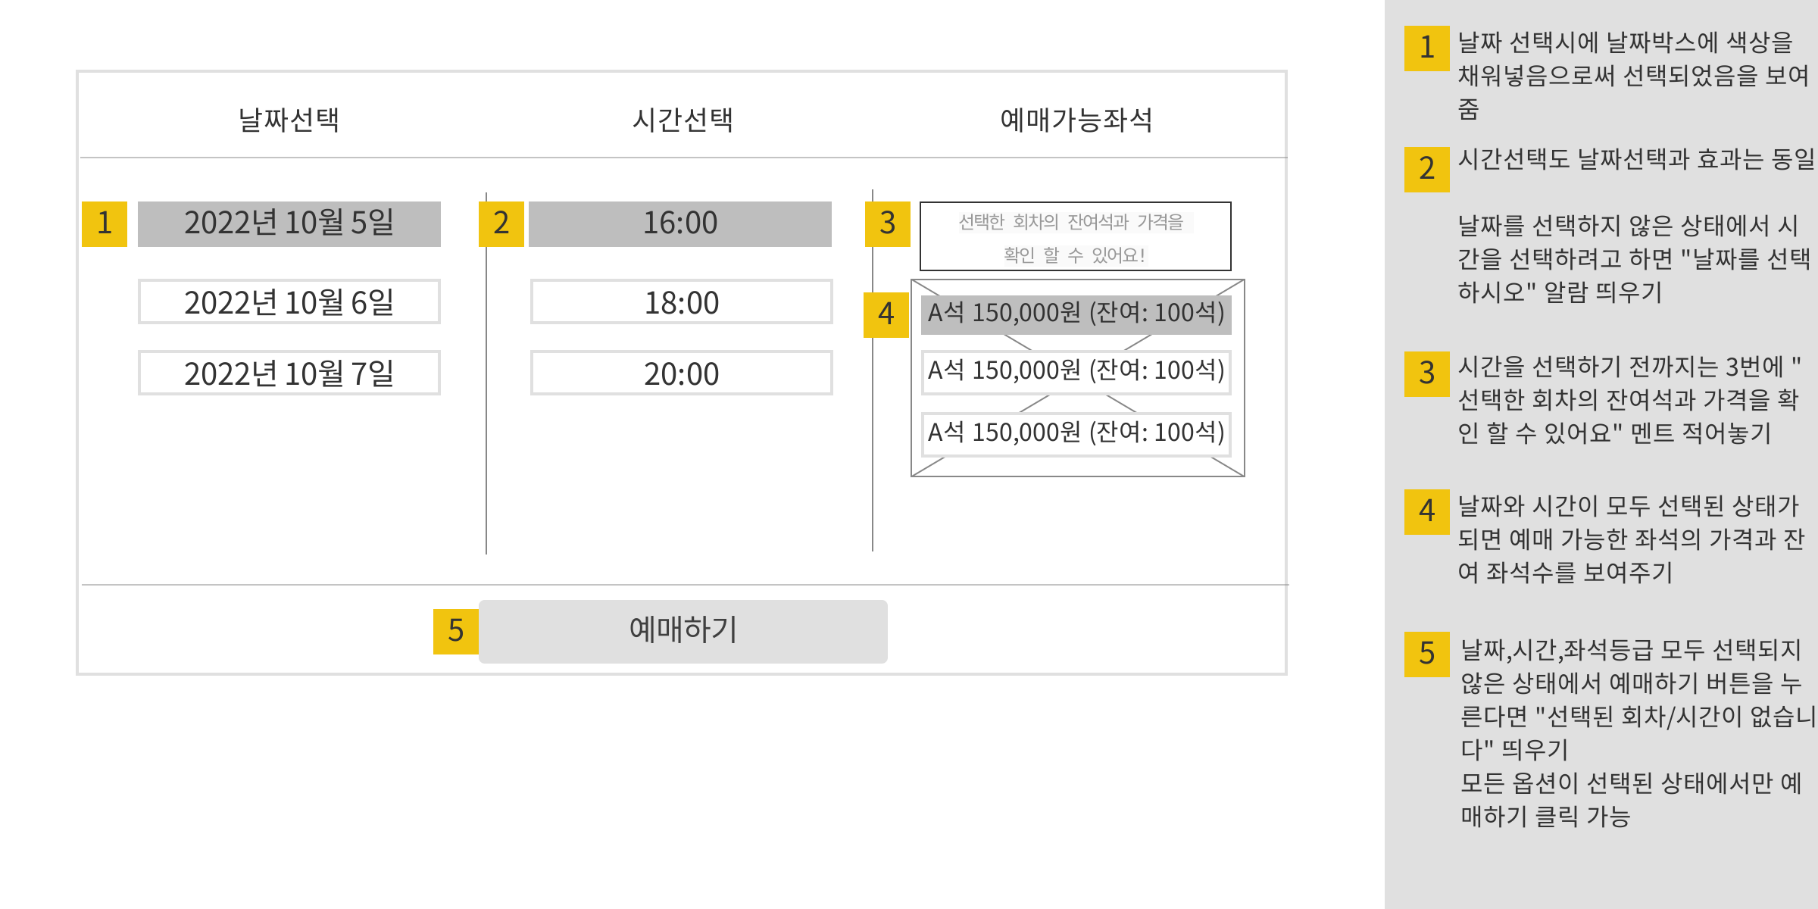 날짜선택
시간선택
예매가능좌석
1
2022년 10월 5일
2022년 10월 6일
2022년 10월 7일
2
16:00
18:00
20:00
3
선택한 회차의 잔여석과 가격을
확인 할 수 있어요!
4
A석 150,000원 (잔여: 100석)
A석 150,000원 (잔여: 100석)
A석 150,000원 (잔여: 100석)
5
예매하기
1
날짜 선택시에 날짜박스에 색상을
채워넣음으로써 선택되었음을 보여
줌
2
시간선택도 날짜선택과 효과는 동일
날짜를 선택하지 않은 상태에서 시
간을 선택하려고 하면 "날짜를 선택
하시오" 알람 띄우기
3
시간을 선택하기 전까지는 3번에 "
선택한 회차의 잔여석과 가격을 확
인 할 수 있어요" 멘트 적어놓기
4
날짜와 시간이 모두 선택된 상태가
되면 예매 가능한 좌석의 가격과 잔
여 좌석수를 보여주기
5
날짜,시간,좌석등급 모두 선택되지
않은 상태에서 예매하기 버튼을 누
른다면 "선택된 회차/시간이 없습니
다" 띄우기
모든 옵션이 선택된 상태에서만 예
매하기 클릭 가능